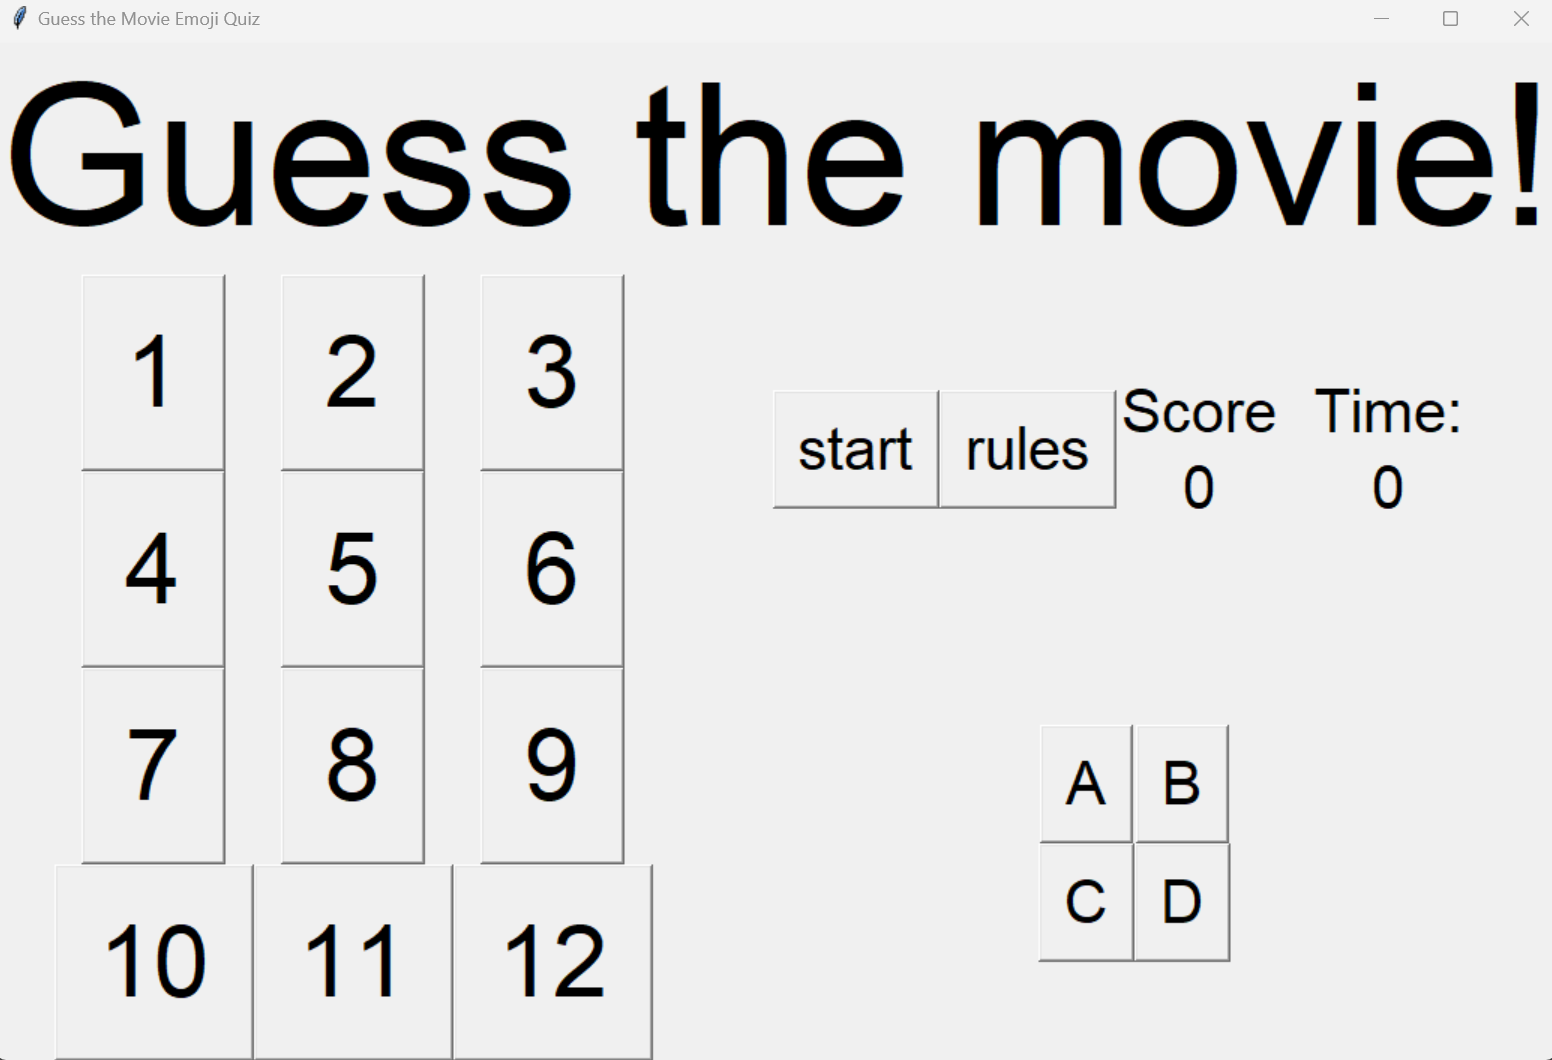 Guess the Movie Emoji Quiz
Guess the movie!
1 2 3
4 5 6
7 8 9
10 11 12
start rules
Score Time:
0 0
A B
C D